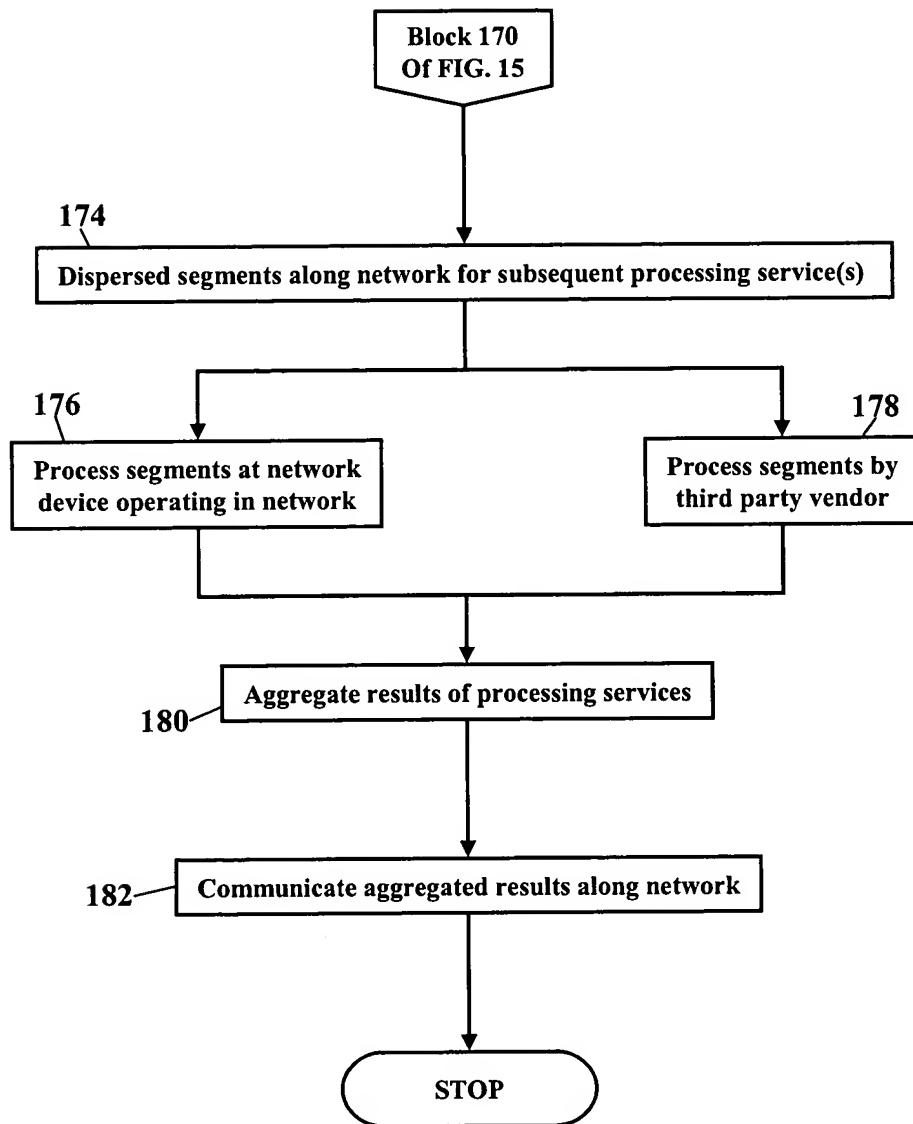 Block 170
Of FIG. 15
174
Dispersed segments along network for subsequent processing service(s)
176
178
Process segments at network
device operating in network
Process segments by
third party vendor
Aggregate results of processing services
180
Communicate aggregated results along network
182
STOP